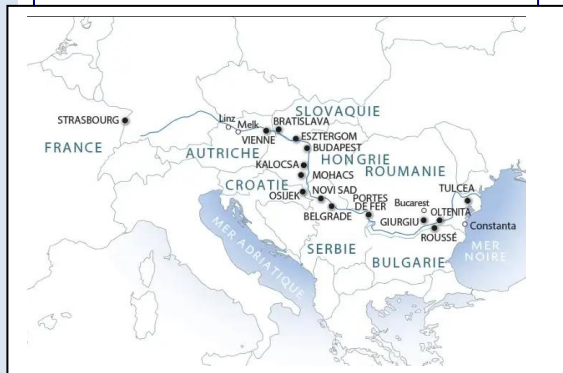 STRASBOURG
FRANCE
Linz
Melk
VIENNE
BRATISLAVA
SLOVAQUIE
ESZTERGOM
BUDAPEST
AUTRICHE
HONGRIE
KALOCSA
MOHACS
ROUMANIE
CROATIE
OSIJEK
NOVI SAD
BELGRADE
PORTES
DE FER
Bucarest
TULCEA
OLTENITA
GIURGIU
Constanta
ROUSSÉ
MER
NOIRE
SERBIE
BULGARIE
MER ADRIATIQUE